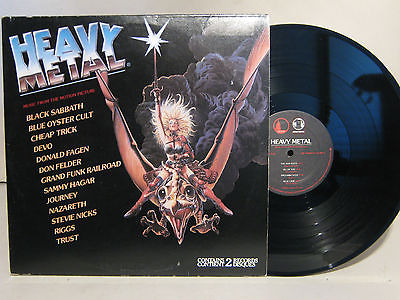 HEAVY
METAL
MUSIC FROM THE MOTION PICTURE
BLACK SABBATH
BLUE OYSTER CULT
CHEAP TRICK
DEVO
DONALD FAGEN
DON FELDER
GRAND FUNK RAILROAD
SAMMY HAGAR
JOURNEY
NAZARETH
STEVIE NICKS
RIGGS
TRUST
CONTAINS 2 RECORDS
CONTIENT 2 DISQUES
HEAVY METAL